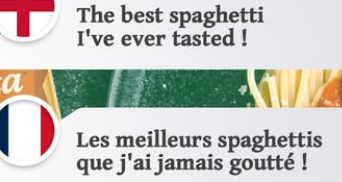 The best spaghetti
I've ever tasted !
Les meilleurs spaghettis
que j'ai jamais goutté !